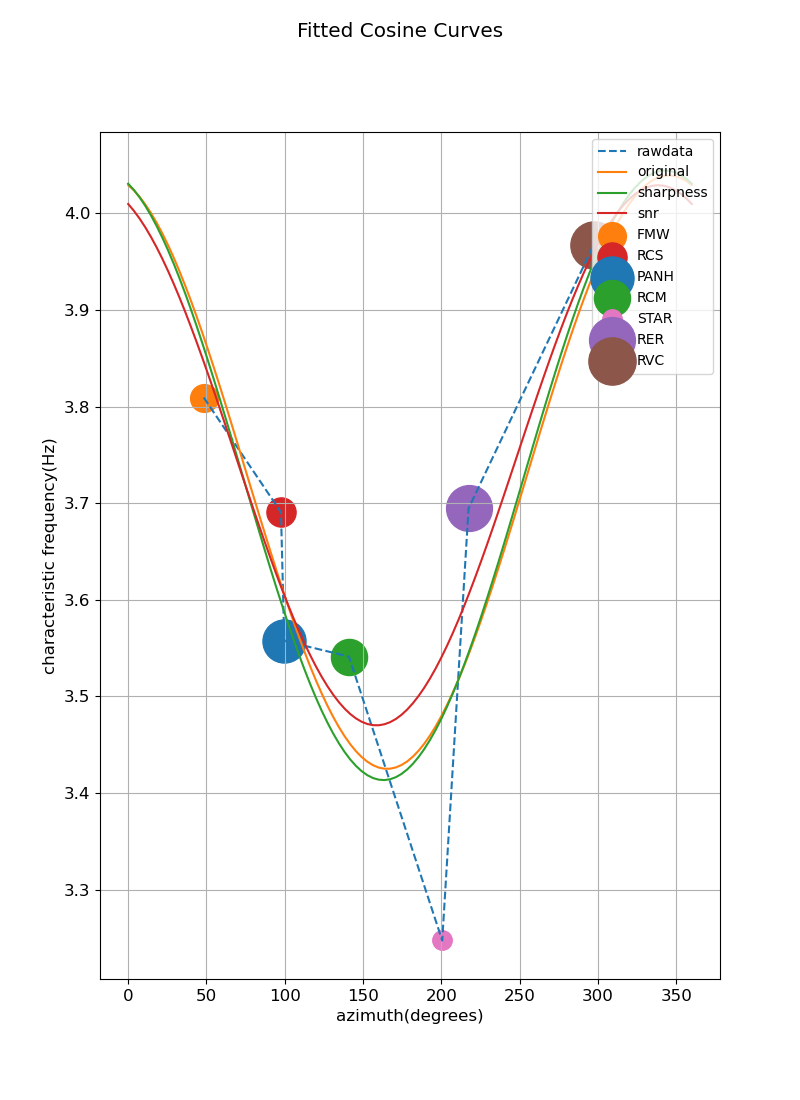 Fitted Cosine Curves
rawdata
original
sharpness
snr
FMW
RCS
PANH
RCM
STAR
RER
RVC
4.0
3.9
3.8
3.7
3.6
3.5
3.4
3.3
characteristic frequency(Hz)
0 50 100 150 200 250 300 350
azimuth(degrees)